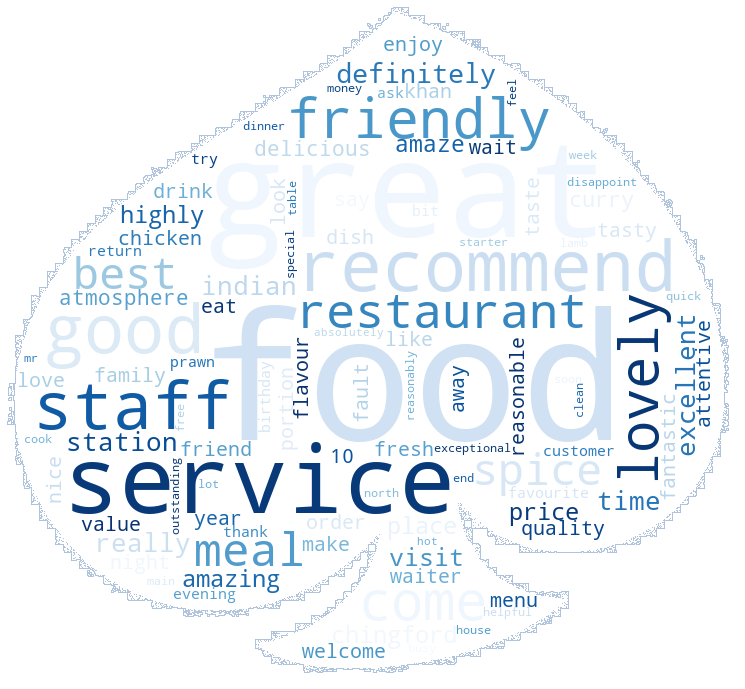 enjoy
definitely
money
ask
khan
feel
friendly
dinner
amaze
wait
delicious
try
great
week
disappoint
drink
look
table
say
taste
curry
highly
bit
tasty
chicken
dish
return
special
starter
lamb
best
recommend
indian
atmosphere
eat
quick
good
restaurant
absolutely
like
lovely
food
mr
prawn
flavour
reasonable
excellent
attentive
love
family
birthday
portion
fault
reasonably
away
soon
clean
staff
free
cook
station
friend
fresh
exceptional
customer
fantastic
10
nice
service
outstanding
lot
north
end
spice
favourite
time
value
year
order
place
price
quality
thank
really
meal
make
hot
visit
night
main
amazing
waiter
evening
come
menu
helpful
chingford
house
welcome